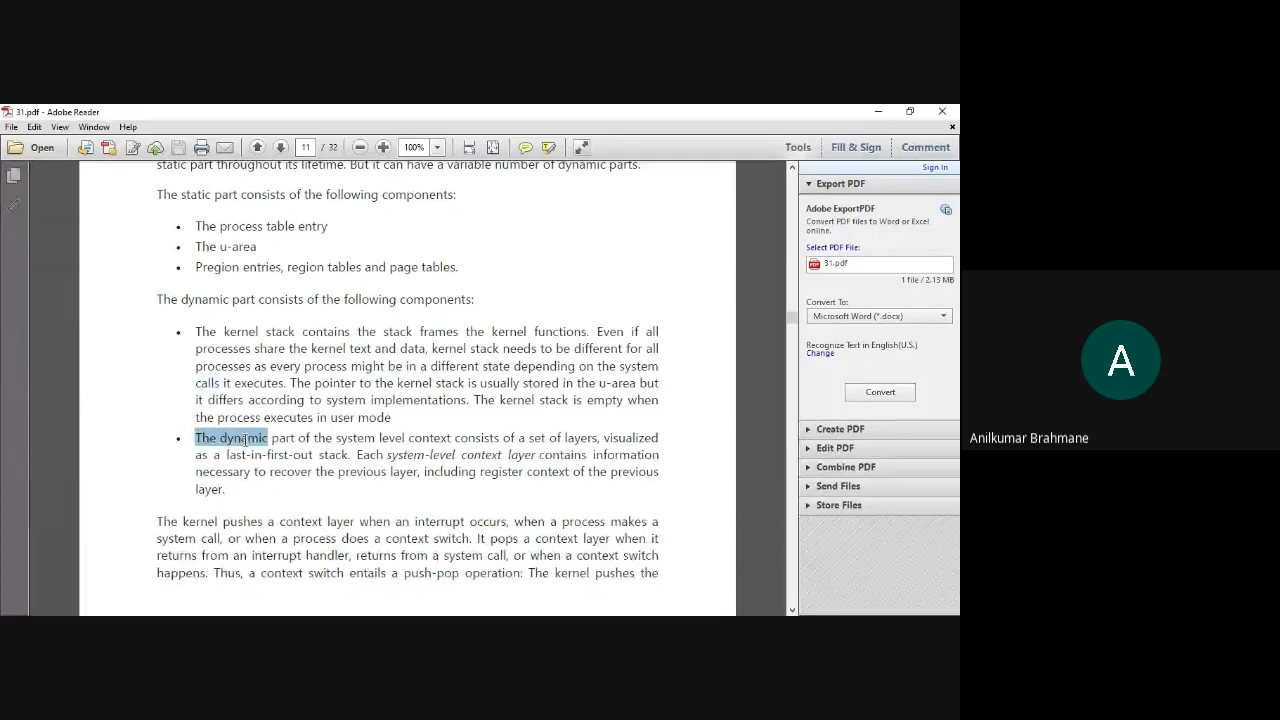 31.pdf - Adobe Reader
File Edit View Window Help
Open 11 / 32 100% Tools Fill & Sign Comment
static part throughout its lifetime. But it can have a variable number of dynamic parts.
The static part consists of the following components:
• The process table entry
• The u-area
• Pregion entries, region tables and page tables.
The dynamic part consists of the following components:
• The kernel stack contains the stack frames the kernel functions. Even if all
processes share the kernel text and data, kernel stack needs to be different for all
processes as every process might be in a different state depending on the system
calls it executes. The pointer to the kernel stack is usually stored in the u-area but
it differs according to system implementations. The kernel stack is empty when
the process executes in user mode
• The dynamic part of the system level context consists of a set of layers, visualized
as a last-in-first-out stack. Each system-level context layer contains information
necessary to recover the previous layer, including register context of the previous
layer.
The kernel pushes a context layer when an interrupt occurs, when a process makes a
system call, or when a process does a context switch. It pops a context layer when it
returns from an interrupt handler, returns from a system call, or when a context switch
happens. Thus, a context switch entails a push-pop operation: The kernel pushes the
Sign In
Export PDF
Adobe ExportPDF
Convert PDF files to Word or Excel
online.
Select PDF File:
31.pdf
1 file / 2.13 MB
Convert To:
Microsoft Word (*.docx)
Recognize Text in English(U.S.)
Change
Convert
Create PDF
Edit PDF
Combine PDF
Send Files
Store Files
A
Anilkumar Brahmane